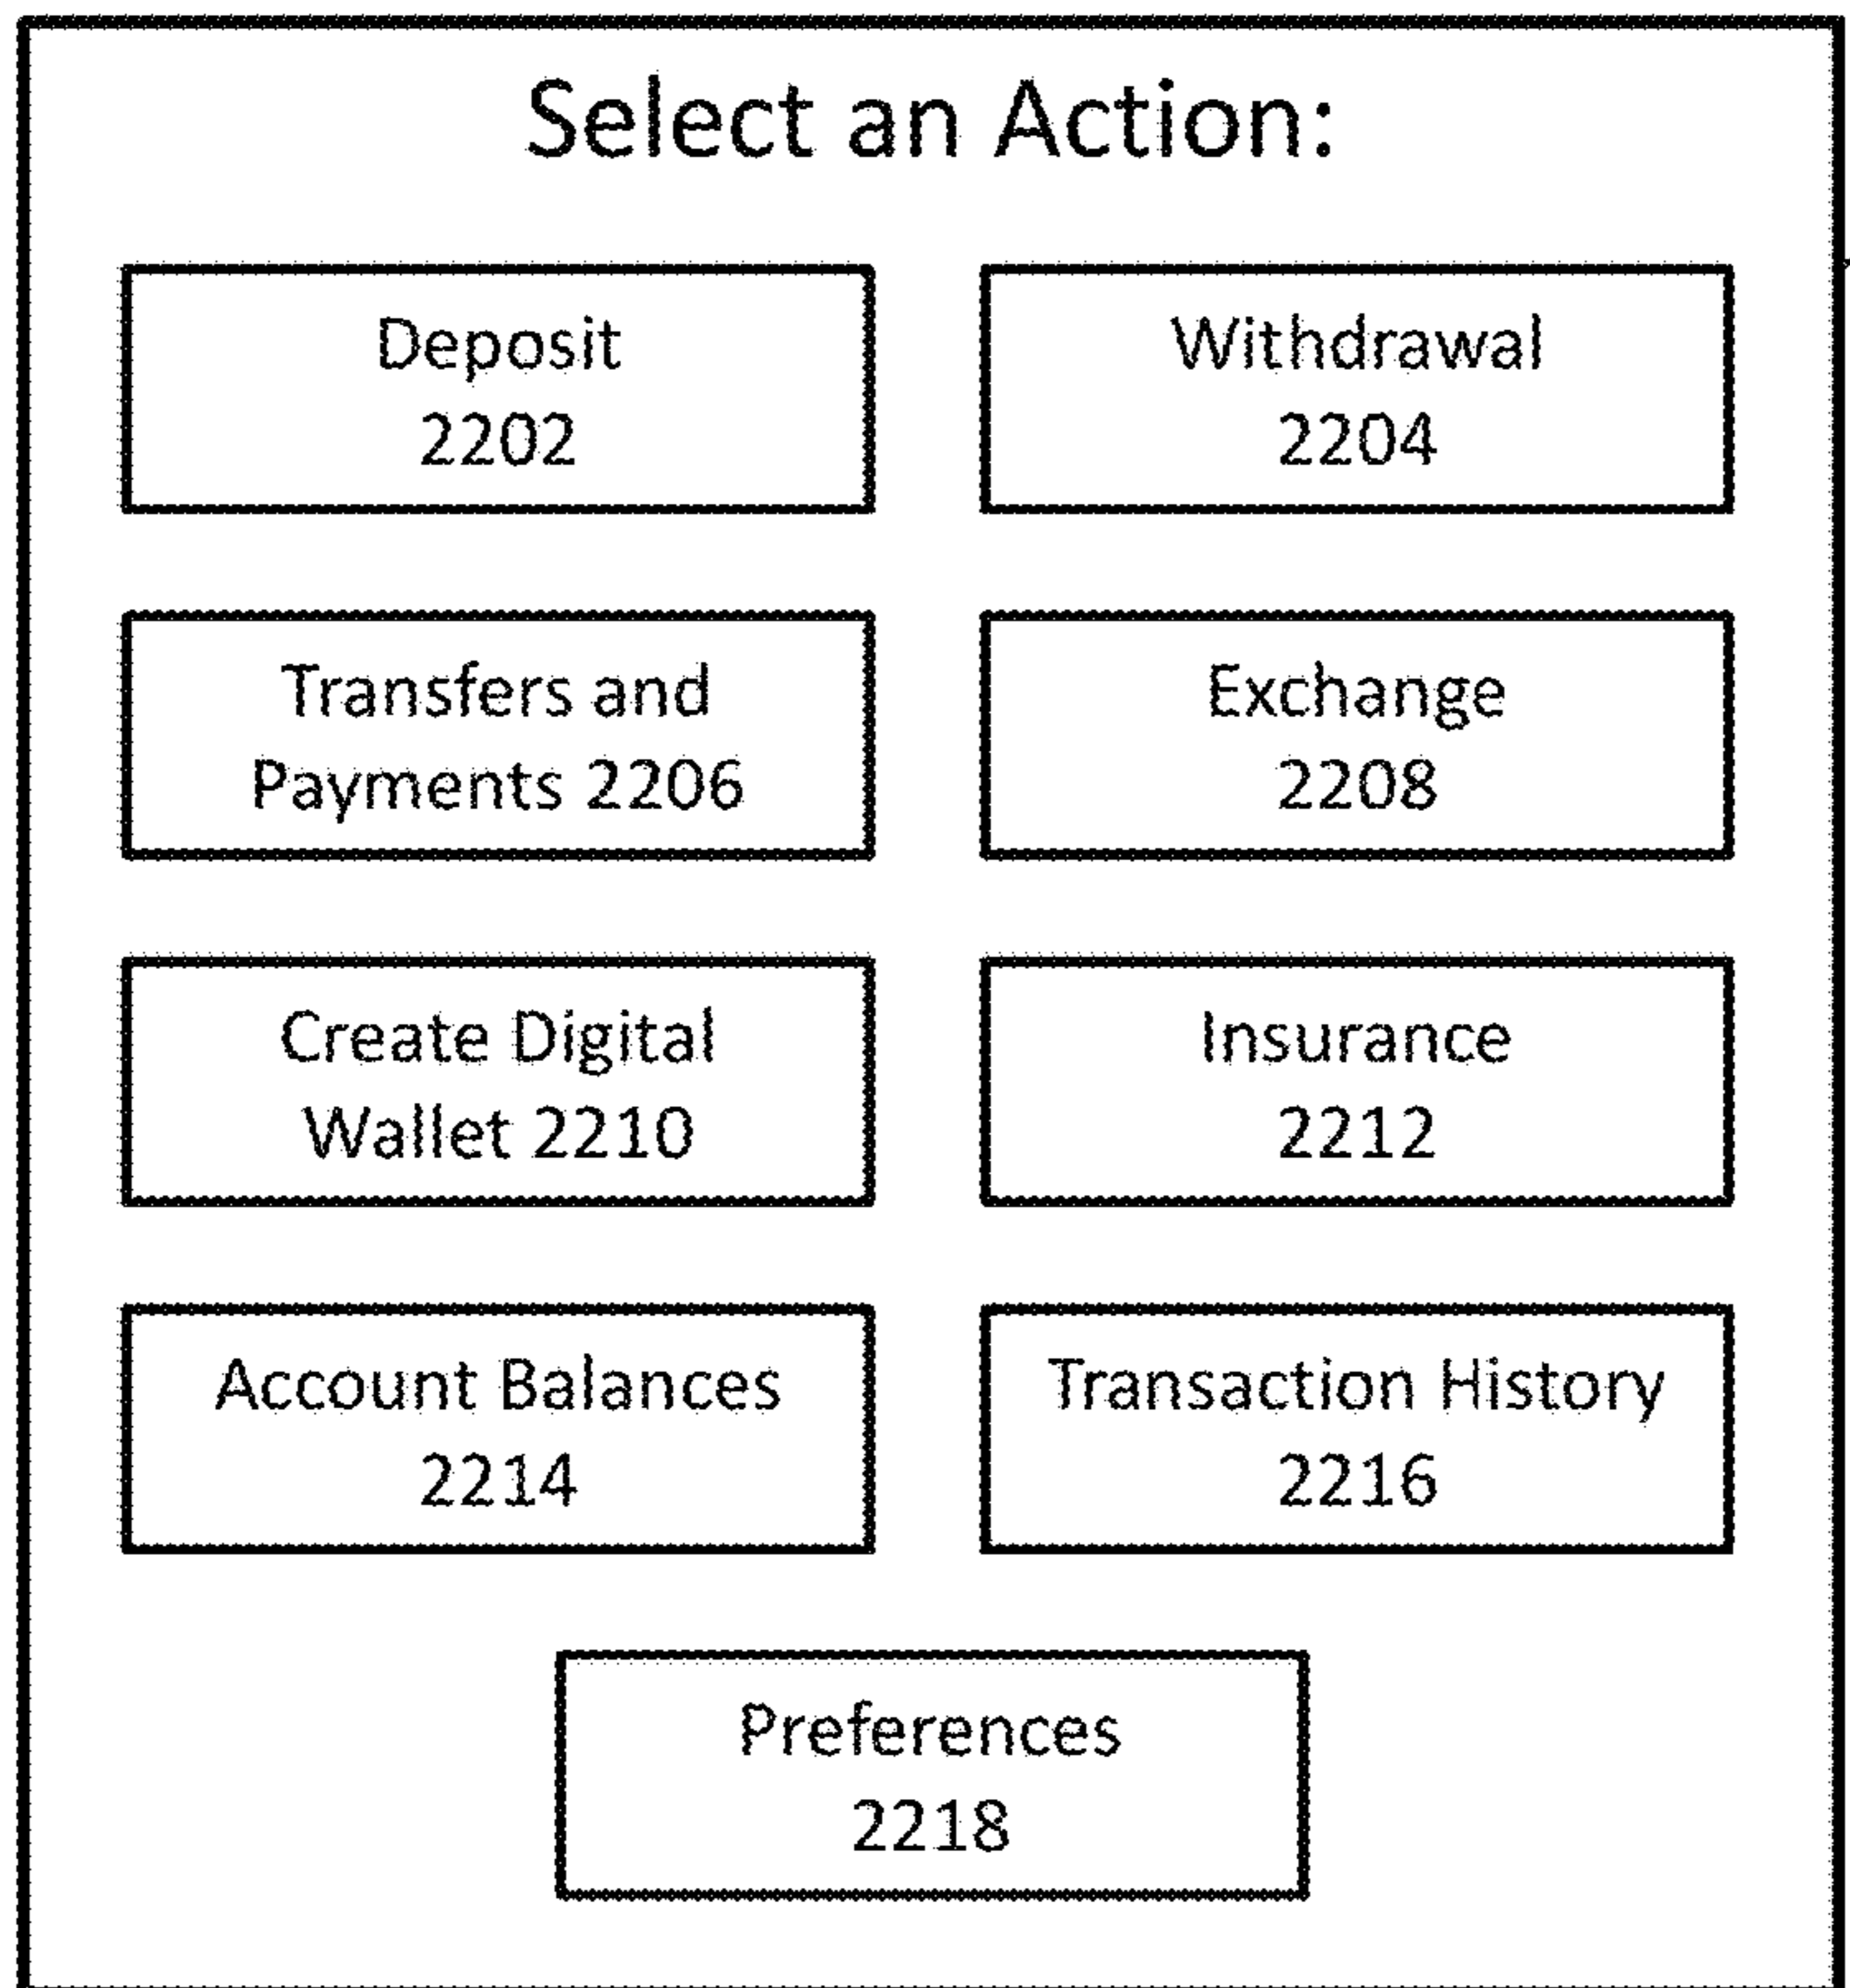 Select an Action:
Deposit
2202
Withdrawal
2204
Transfers and
Payments 2206
Exchange
2208
Create Digital
Wallet 2210
Insurance
2212
Account Balances
2214
Transaction History
2216
Preferences
2218